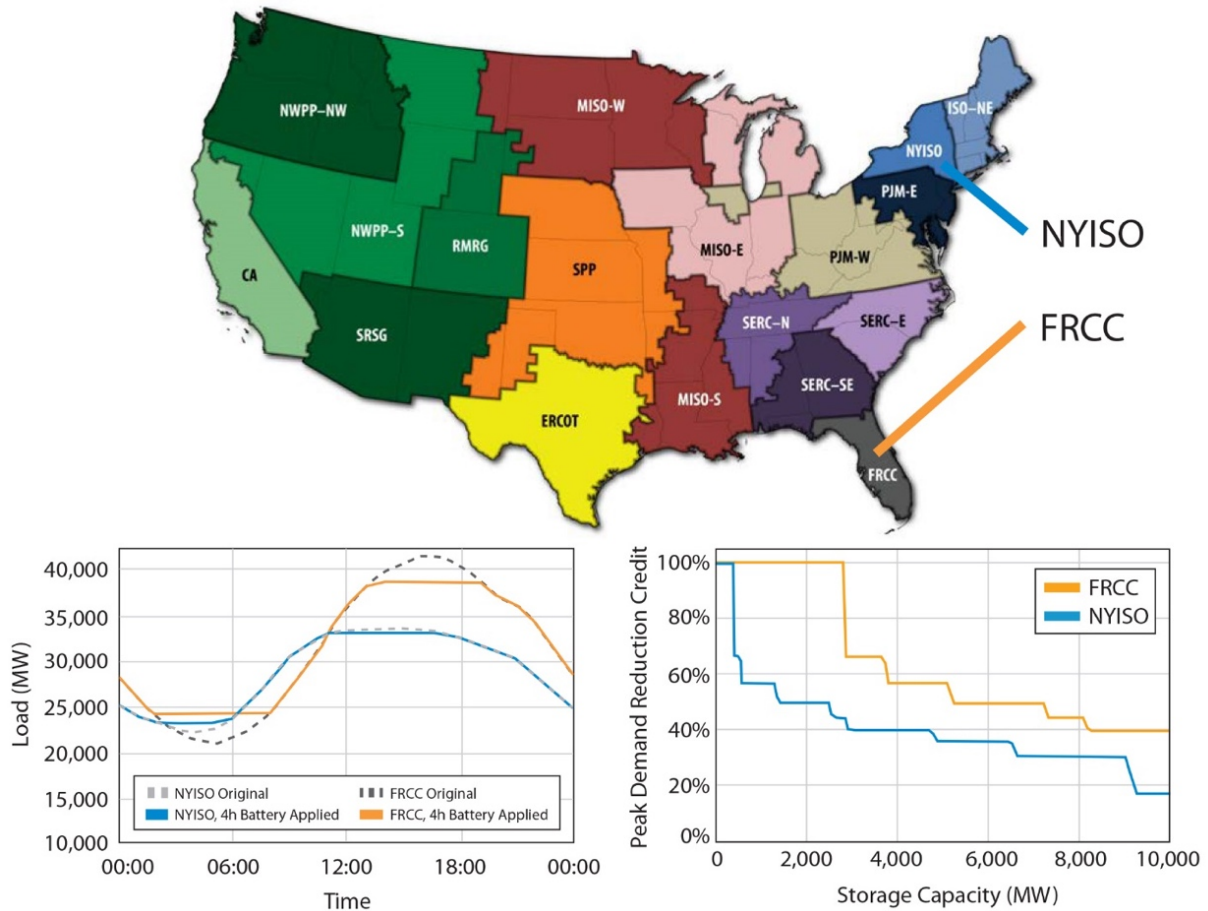 NWPP–NW
MISO-W
ISO–NE
NYISO
PJM-E
NYISO
NWPP–S
RMRG
MISO-E
PJM-W
CA
SPP
SRSG
SERC–N
SERC–E
FRCC
SERC–SE
MISO-S
ERCOT
FRCC
40,000
35,000
30,000
25,000
20,000
15,000
10,000
Load (MW)
NYISO Original
FRCC Original
NYISO, 4h Battery Applied
FRCC, 4h Battery Applied
00:00 06:00 12:00 18:00 00:00
Time
100%
80%
60%
40%
20%
0%
Peak Demand Reduction Credit
FRCC
NYISO
0 2,000 4,000 6,000 8,000 10,000
Storage Capacity (MW)